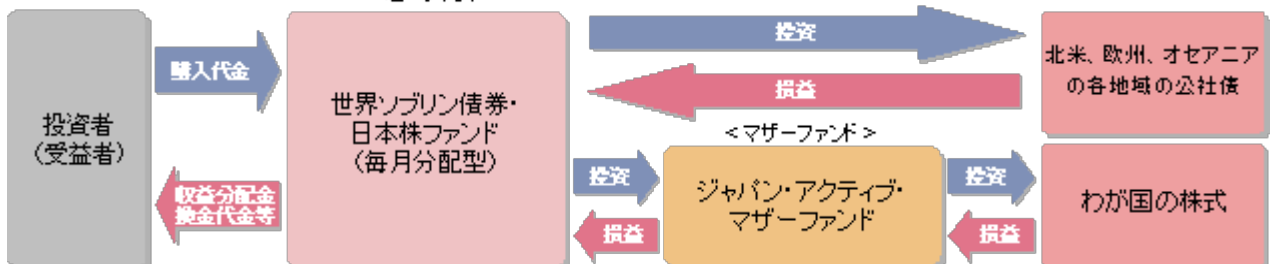 投資者
(受益者)
購入代金
収益分配金
換金代金等
世界ソブリン債券・
日本株ファンド
(毎月分配型)
投資
損益
北米、欧州、オセアニア
の各地域の公社債
<マザーファンド>
投資
損益
ジャパン・アクティブ・
マザーファンド
投資
損益
わが国の株式